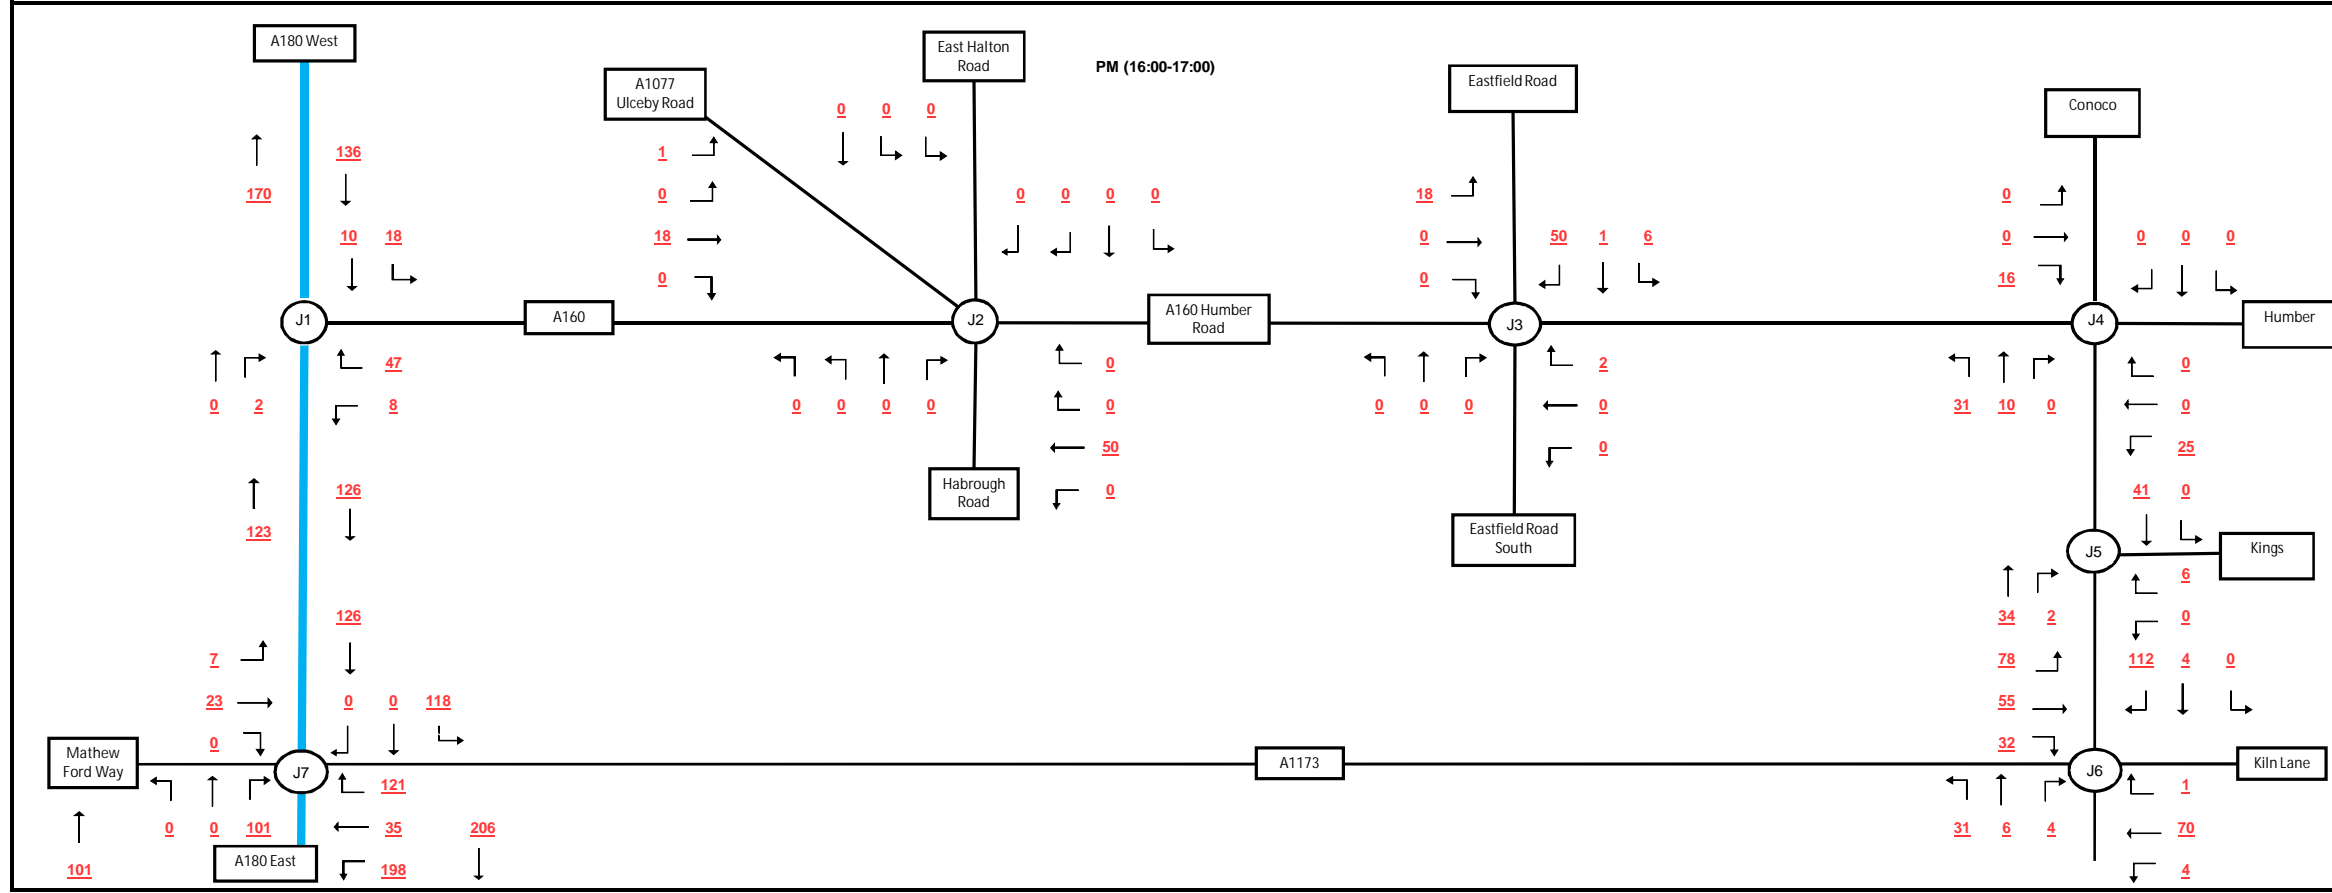 A180 West
East Halton
Road
PM (16:00-17:00)
A1077
Ulceby Road
Eastfield Road
Conoco
0 0 0
136
1
170
0
0 0 0 0
18
0
10 18
18
0
50 1 6
0
0 0 0
0
0
16
J1
A160
J2
A160 Humber
Road
J3
J4
Humber
47
0
2
0
0 2
8
0 0 0 0
0
0 0 0
0
31 10 0
0
50
0
25
126
Habrough
Road
0
41 0
123
Eastfield Road
South
J5
Kings
6
126
34 2
0
7
78
112 4 0
23
0 0 118
55
0
32
Mathew
Ford Way
J7
A1173
J6
Kiln Lane
121
1
0 0 101
35
206
31 6 4
70
A180 East
101
198
4